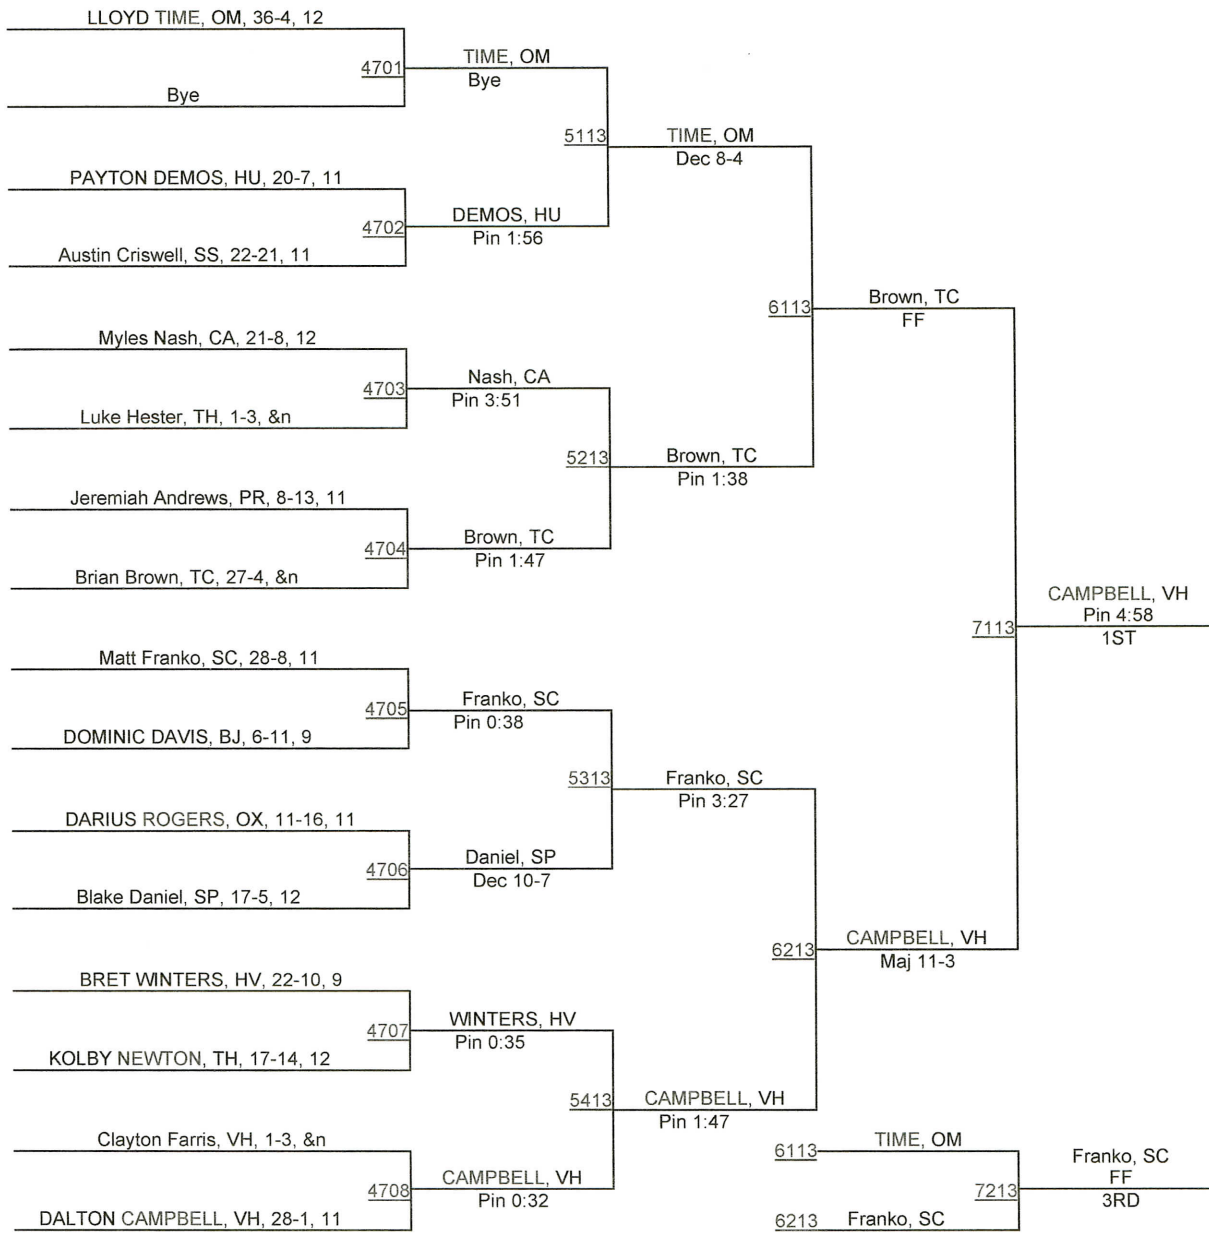 LLOYD TIME, OM, 36-4, 12
4701
TIME, OM
Bye
Bye
5113
TIME, OM
Dec 8-4
PAYTON DEMOS, HU, 20-7, 11
4702
DEMOS, HU
Pin 1:56
Austin Criswell, SS, 22-21, 11
6113
Brown, TC
FF
Myles Nash, CA, 21-8, 12
4703
Nash, CA
Pin 3:51
Luke Hester, TH, 1-3, &n
5213
Brown, TC
Pin 1:38
Jeremiah Andrews, PR, 8-13, 11
4704
Brown, TC
Pin 1:47
Brian Brown, TC, 27-4, &n
7113
CAMPBELL, VH
Pin 4:58
1ST
Matt Franko, SC, 28-8, 11
4705
Franko, SC
Pin 0:38
DOMINIC DAVIS, BJ, 6-11, 9
5313
Franko, SC
Pin 3:27
DARIUS ROGERS, OX, 11-16, 11
4706
Daniel, SP
Dec 10-7
Blake Daniel, SP, 17-5, 12
6213
CAMPBELL, VH
Maj 11-3
BRET WINTERS, HV, 22-10, 9
4707
WINTERS, HV
Pin 0:35
KOLBY NEWTON, TH, 17-14, 12
5413
CAMPBELL, VH
Pin 1:47
Clayton Farris, VH, 1-3, &n
4708
CAMPBELL, VH
Pin 0:32
DALTON CAMPBELL, VH, 28-1, 11
6113
TIME, OM
7213
Franko, SC
FF
3RD
6213
Franko, SC